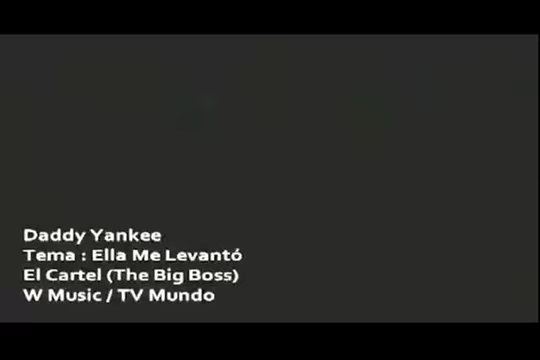 Daddy Yankee
Tema : Ella Me Levantó
El Cartel (The Big Boss)
W Music / TV Mundo